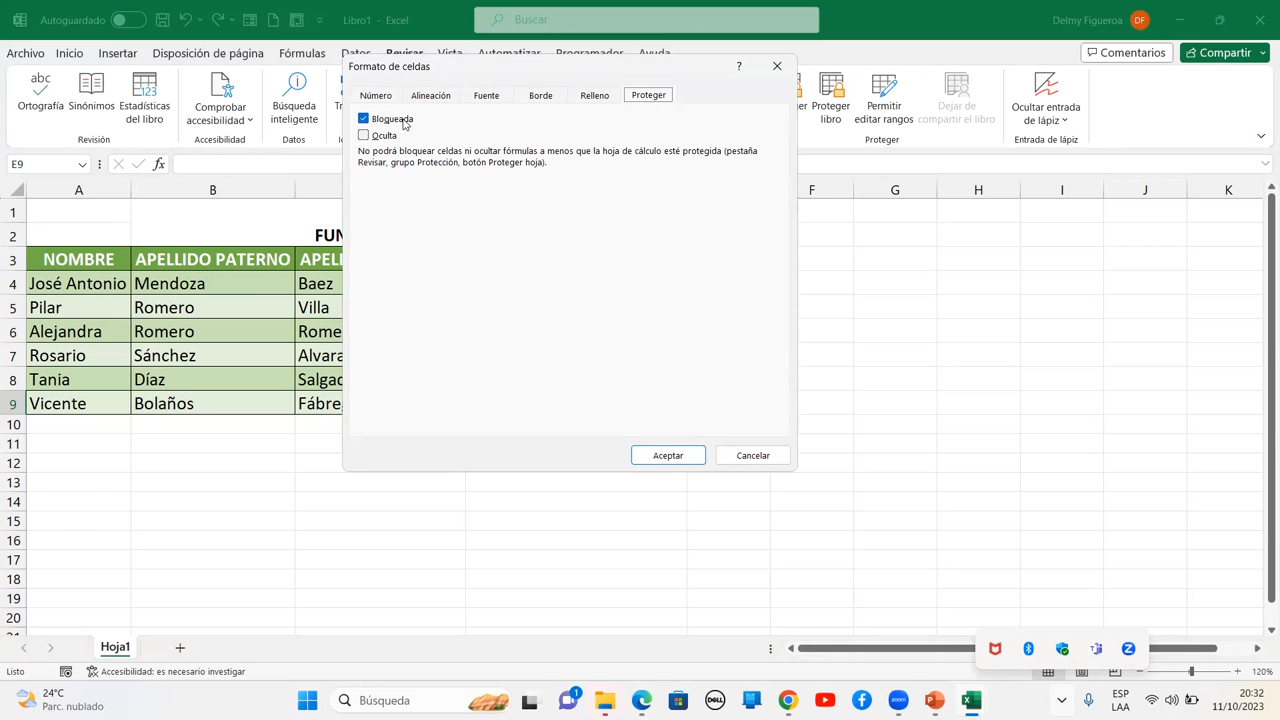 Autoguardado
Libro1 - Excel
Buscar
Delmy Figueroa
DF
Archivo
Inicio
Insertar
Disposición de página
Fórmulas
Datos
Revisar
Vista
Automatizar
Programador
Ayuda
Comentarios
Compartir
abc
Ortografía
Sinónimos
123
Estadísticas
del libro
Revisión
Comprobar
accesibilidad
Accesibilidad
Búsqueda
inteligente
Datos
Proteger
libro
Permitir
editar rangos
Dejar de
compartir el libro
Proteger
Ocultar entrada
de lápiz
Entrada de lápiz
Formato de celdas
?
Número
Alineación
Fuente
Borde
Relleno
Proteger
Bloqueada
Oculta
No podrá bloquear celdas ni ocultar fórmulas a menos que la hoja de cálculo esté protegida (pestaña
Revisar, grupo Protección, botón Proteger hoja).
Aceptar
Cancelar
E9
fx
A B F G H I J K
1
2 FUN
3 NOMBRE APELLIDO PATERNO APEL
4 José Antonio Mendoza Baez
5 Pilar Romero Villa
6 Alejandra Romero Rome
7 Rosario Sánchez Alvara
8 Tania Díaz Salgad
9 Vicente Bolaños Fábre
10
11
12
13
14
15
16
17
18
19
20
Hoja1
Listo
Accesibilidad: es necesario investigar
120%
24°C
Parc. nublado
Búsqueda
1
DELL
zoom
ESP
LAA
20:32
11/10/2023